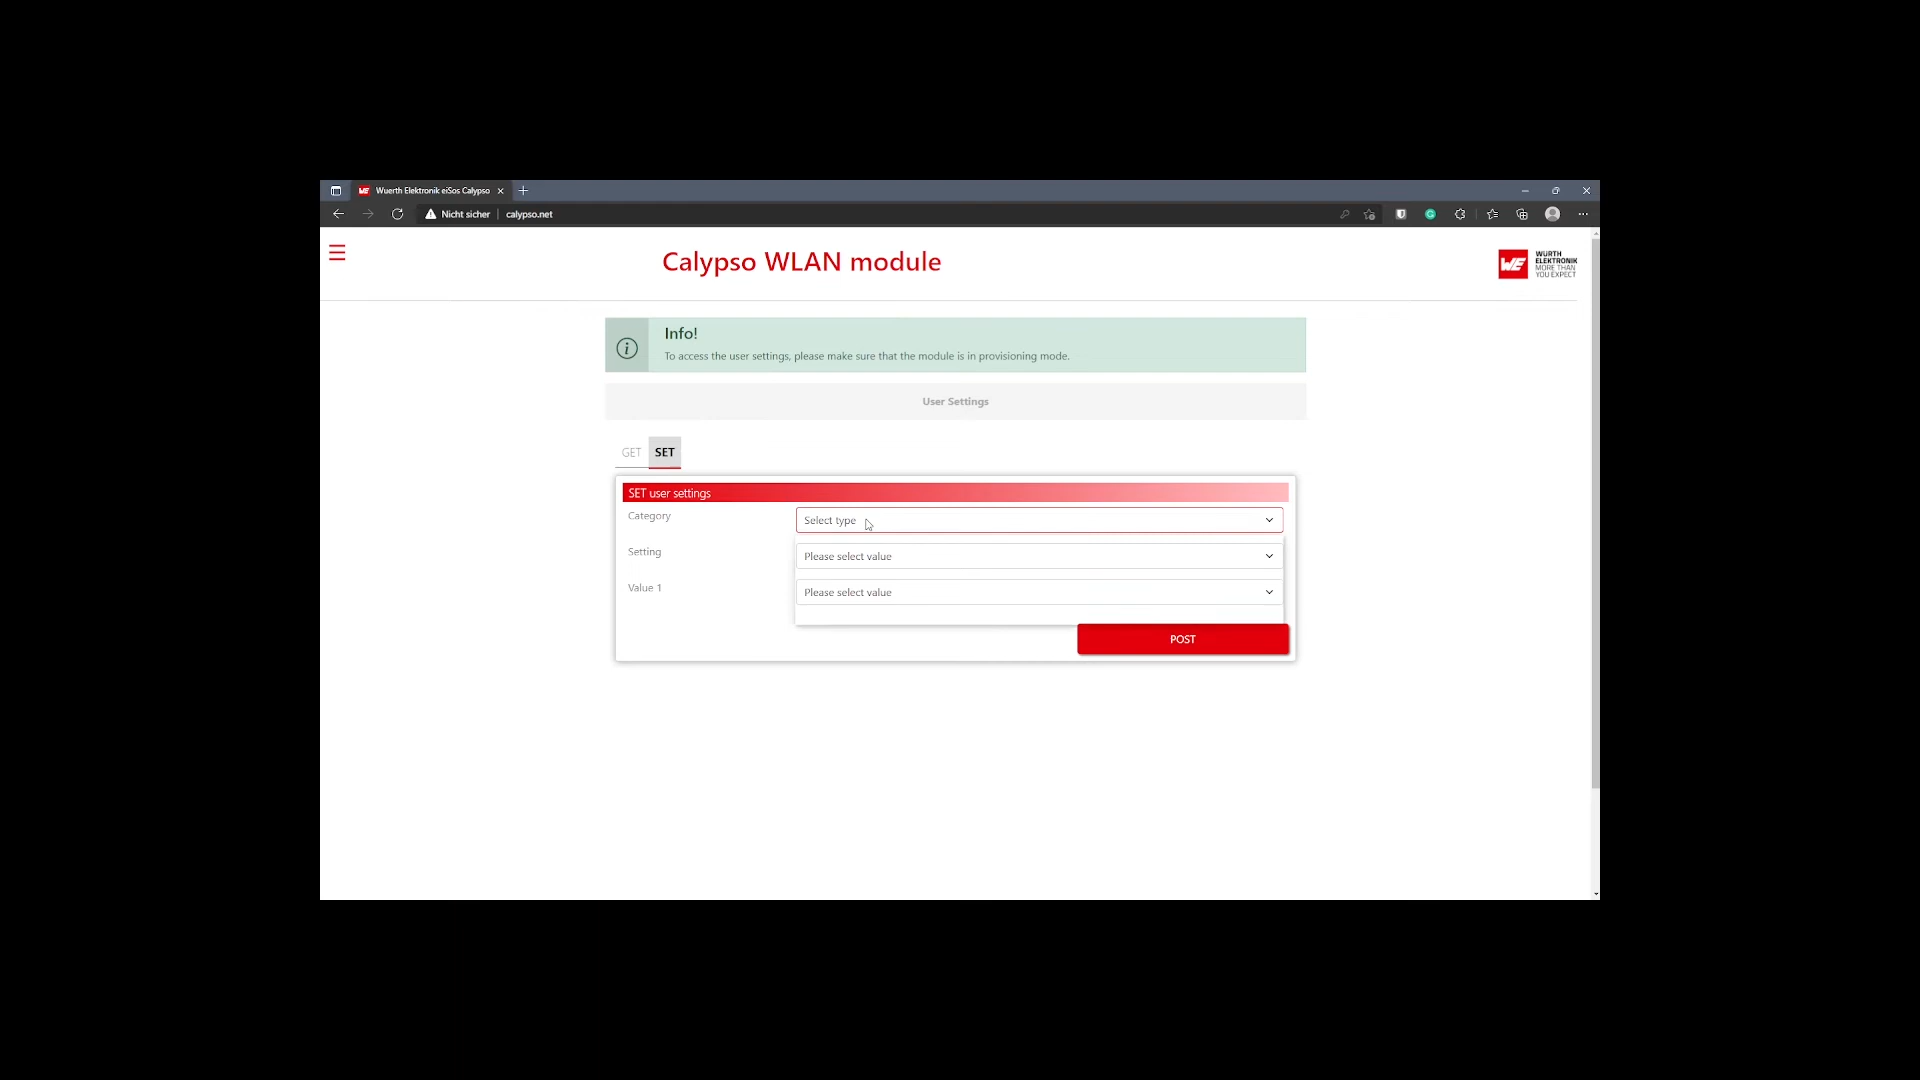 Wuerth Elektronik eiSos Calypso
Nicht sicher | calypso.net
Calypso WLAN module
WE
WURTH
ELEKTRONIK
MORE THAN
YOU EXPECT
Info!
To access the user settings, please make sure that the module is in provisioning mode.
User Settings
GET SET
SET user settings
Category Select type
Setting Please select value
Value 1 Please select value
POST